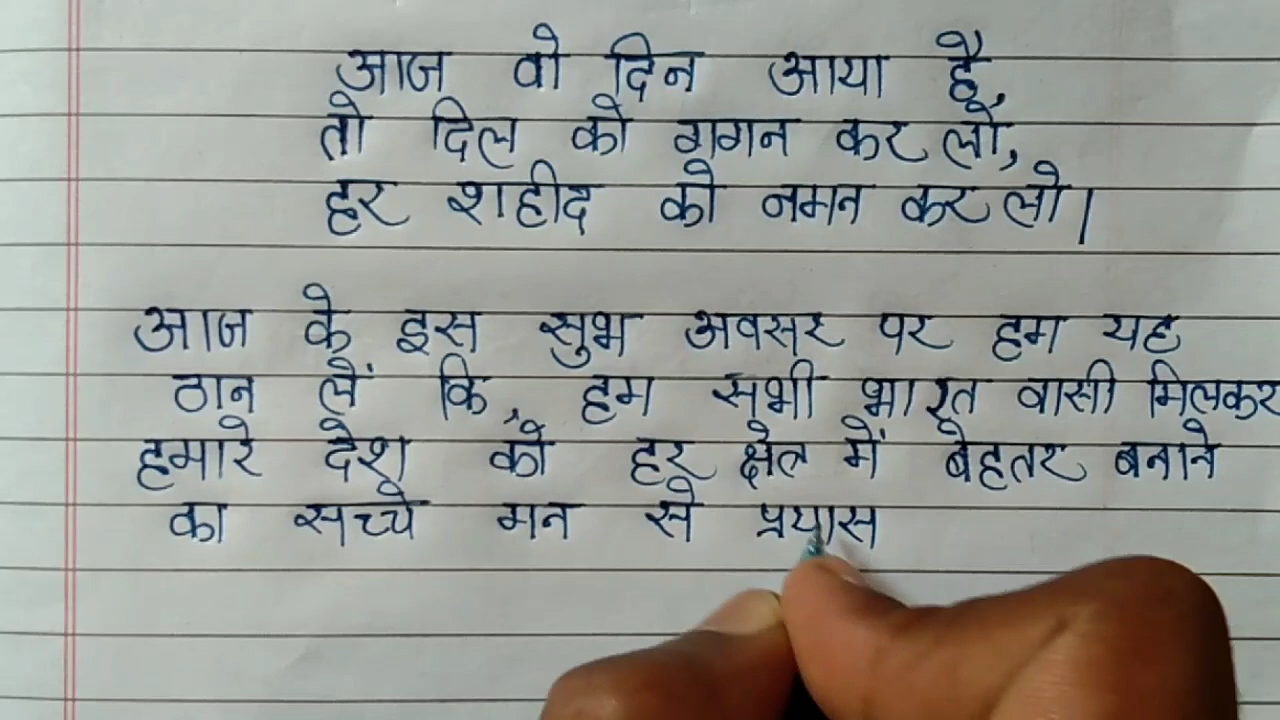 आज वो दिन आया है,
तो दिल को गगन कर लो,
हर शहीद को नमन कर लो।
आज के इस सुभ अवसर पर हम यह
ठान लें कि, हम सभी भारत वासी मिलकर
हमारे देश को हर क्षेत्र में बेहतर बनाने
का सच्चे मन से प्रयास